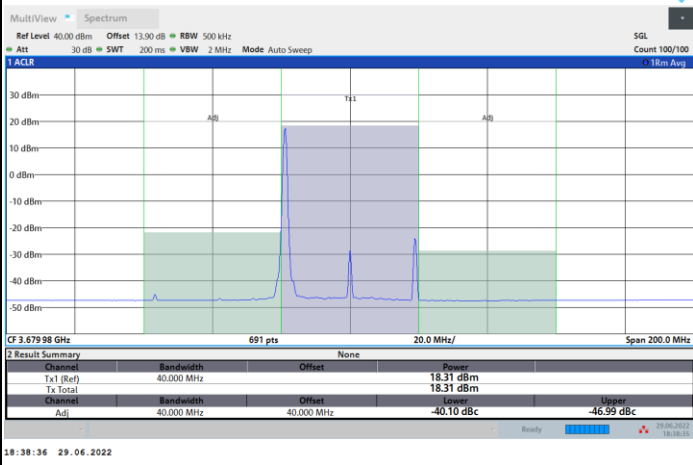 MultiView Spectrum
Ref Level 40.00 dBm Offset 13.90 dB RBW 500 kHz SGL
Att 30 dB SWT 200 ms VBW 2 MHz Mode Auto Sweep Count 100/100
1 ACLR 1Rm Avg
30 dBm
Tx1
20 dBm
Adj Adj
10 dBm
0 dBm
-10 dBm
-20 dBm
-30 dBm
-40 dBm
-50 dBm
CF 3.679 98 GHz 691 pts 20.0 MHz/ Span 200.0 MHz
2 Result Summary None
Channel Bandwidth Offset Power
Tx1 (Ref) 40.000 MHz 18.31 dBm
Tx Total 18.31 dBm
Channel Bandwidth Offset Lower Upper
Adj 40.000 MHz 40.000 MHz -40.10 dBc -46.99 dBc
Ready 29.06.2022
18:38:35
18:38:36 29.06.2022